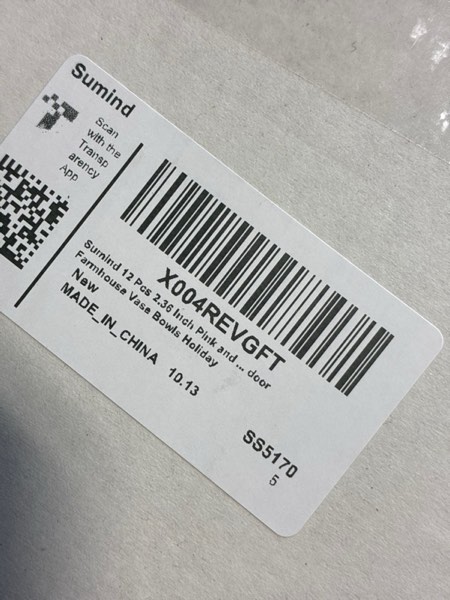 Sumind
Scan
with the
Transp
arency
App
X004REVGFT
Sumind 12 Pcs 2.36 Inch Pink and ... door
Farmhouse Vase Bowls Holiday
New
MADE_IN_CHINA 10.13
SS5170
5